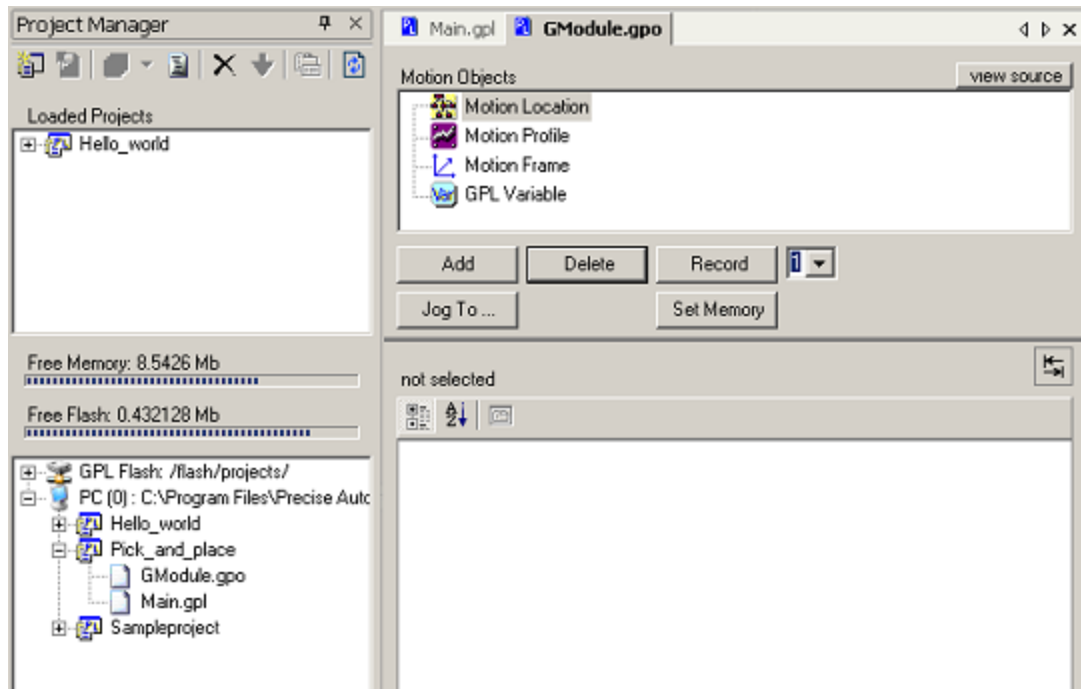 Project Manager
Main.gpl
GModule.gpo
Loaded Projects
Hello_world
Free Memory: 8.5426 Mb
Free Flash: 0.432128 Mb
GPL Flash: /flash/projects/
PC (0) : C:\Program Files\Precise Autc
Hello_world
Pick_and_place
GModule.gpo
Main.gpl
Sampleproject
Motion Objects
view source
Motion Location
Motion Profile
Motion Frame
Var
GPL Variable
Add
Delete
Record
1
Jog To ...
Set Memory
not selected
A
Z